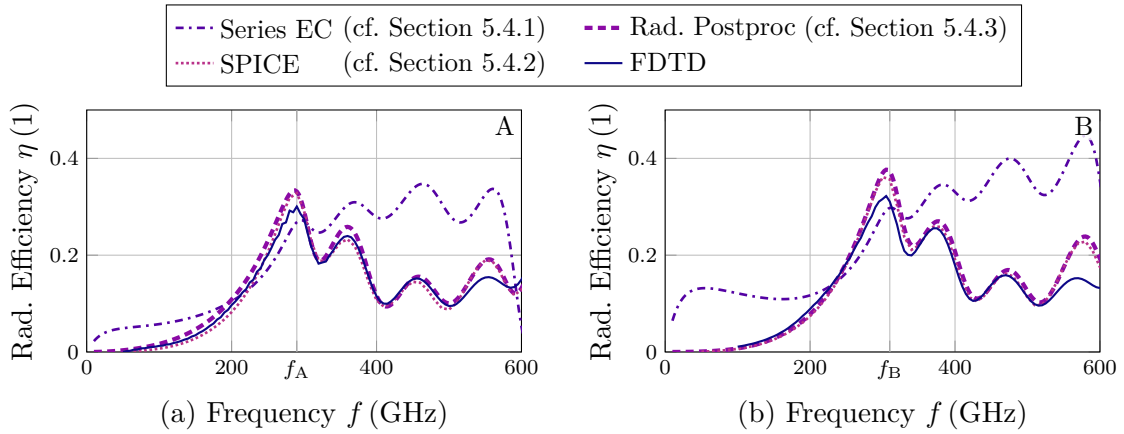 Series EC (cf. Section 5.4.1) Rad. Postproc (cf. Section 5.4.3)
SPICE (cf. Section 5.4.2) FDTD
Rad. Efficiency η (1)
0.4
0.2
0
A
0 200 f_A 400 600
(a) Frequency f (GHz)
Rad. Efficiency η (1)
0.4
0.2
0
B
0 200 f_B 400 600
(b) Frequency f (GHz)